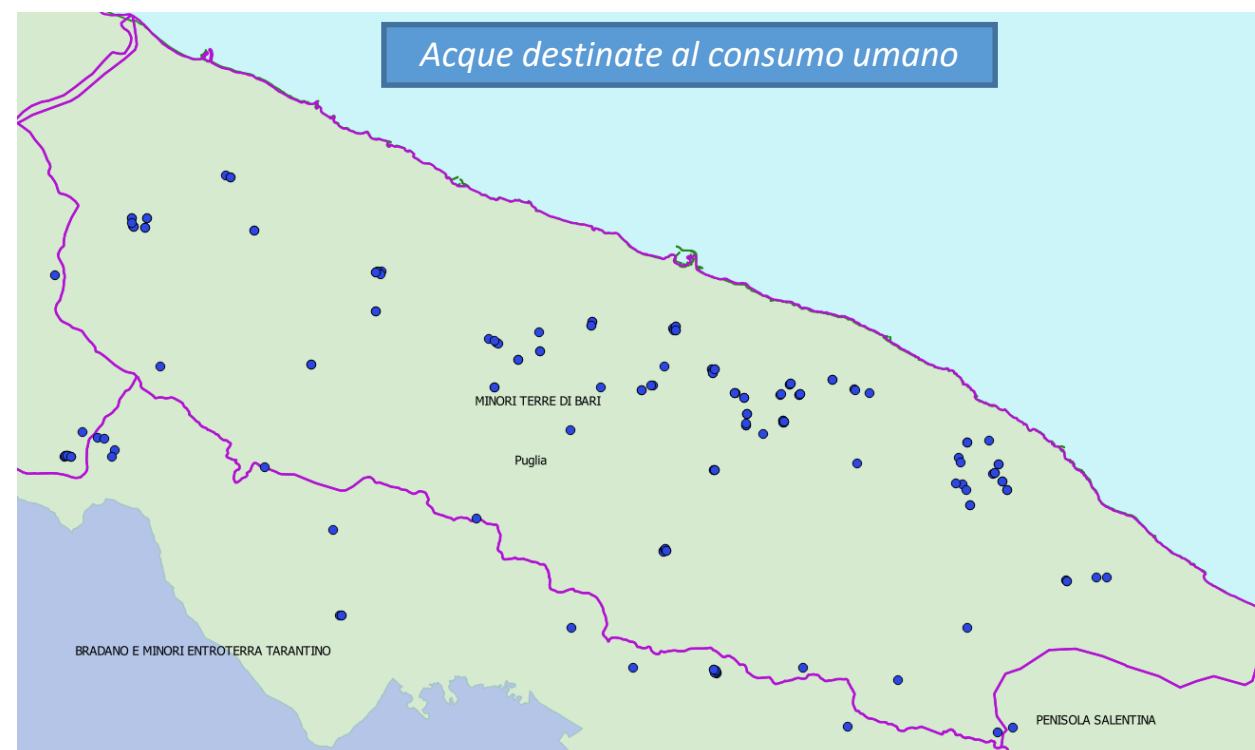 Acque destinate al consumo umano
MINORI TERRE DI BARI
Puglia
BRADANO E MINORI ENTROTERRA TARANTINO
PENISOLA SALENTINA